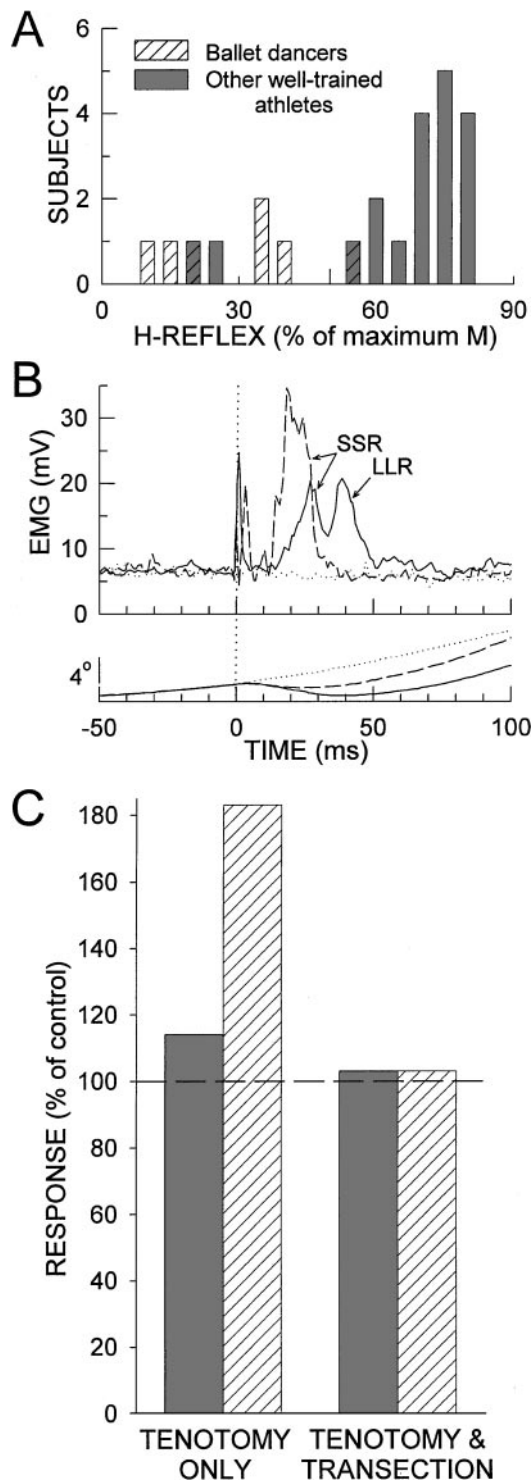 A
6
4
2
0
SUBJECTS
Ballet dancers
Other well-trained
athletes
0 30 60 90
H-REFLEX (% of maximum M)
B
30
20
10
0
EMG (mV)
SSR
LLR
4°
-50 0 50 100
TIME (ms)
C
180
160
140
120
100
80
60
40
20
0
RESPONSE (% of control)
TENOTOMY TENOTOMY &
ONLY TRANSECTION